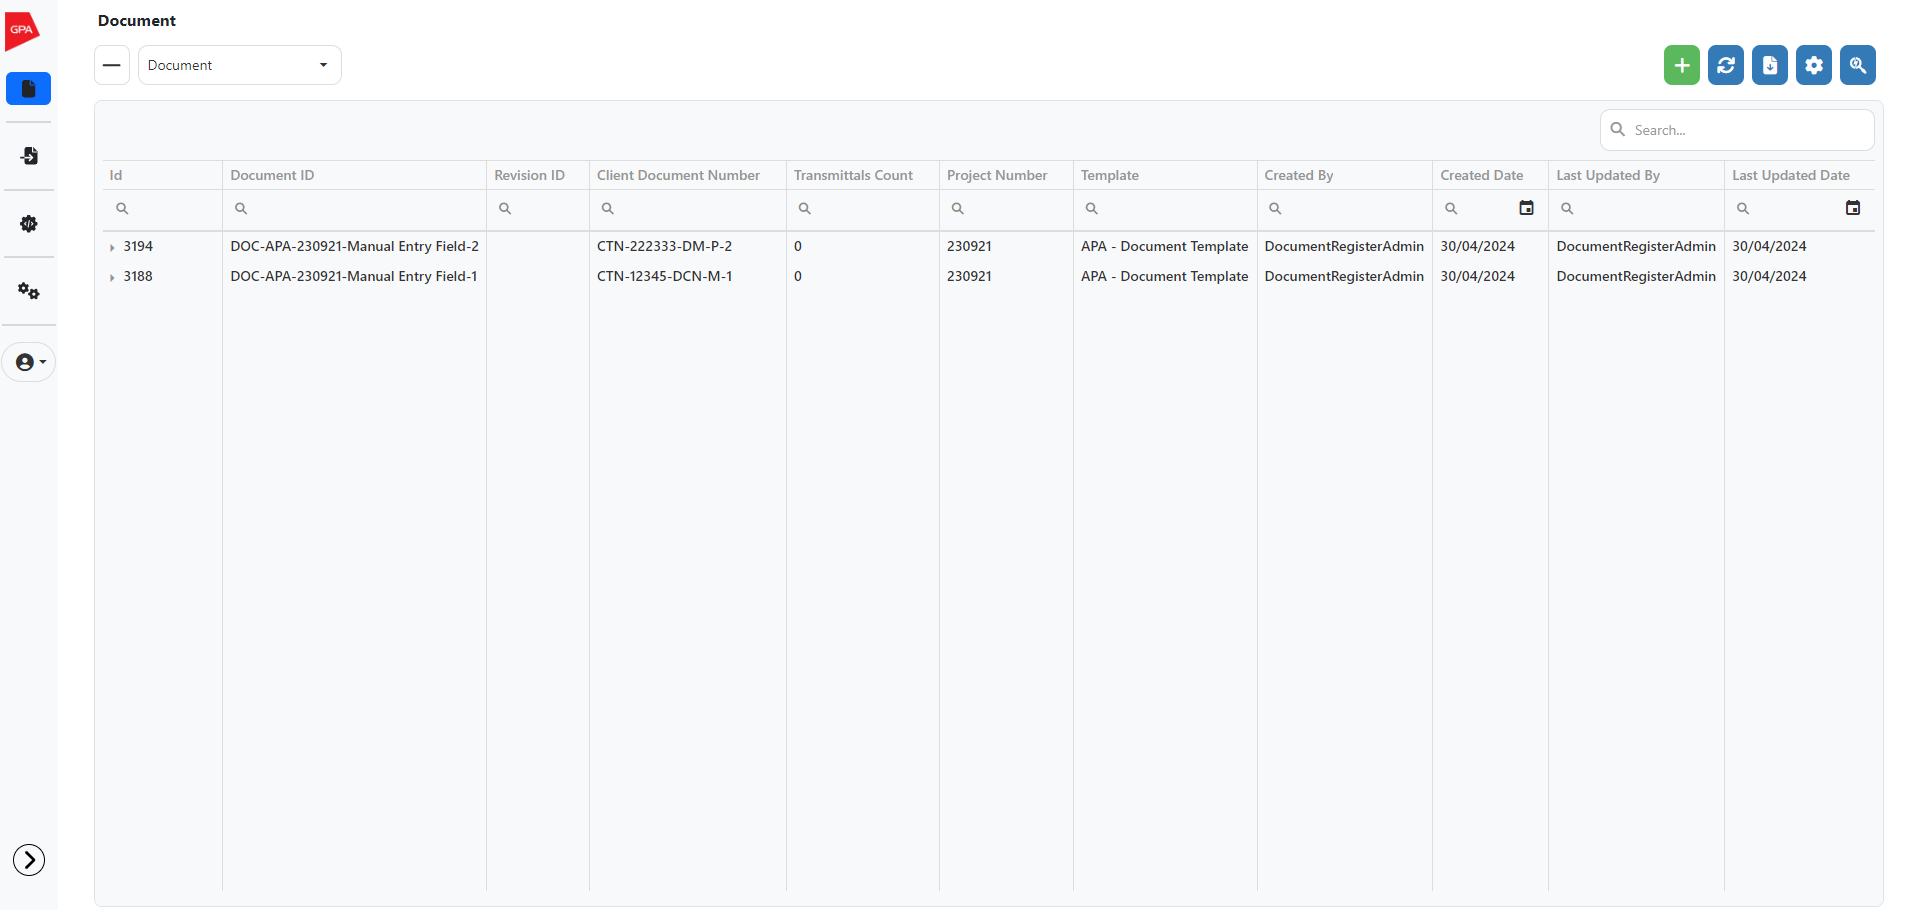 Document
GPA
Document
Search...
Id Document ID Revision ID Client Document Number Transmittals Count Project Number Template Created By Created Date Last Updated By Last Updated Date
3194 DOC-APA-230921-Manual Entry Field-2 CTN-222333-DM-P-2 0 230921 APA - Document Template DocumentRegisterAdmin 30/04/2024 DocumentRegisterAdmin 30/04/2024
3188 DOC-APA-230921-Manual Entry Field-1 CTN-12345-DCN-M-1 0 230921 APA - Document Template DocumentRegisterAdmin 30/04/2024 DocumentRegisterAdmin 30/04/2024